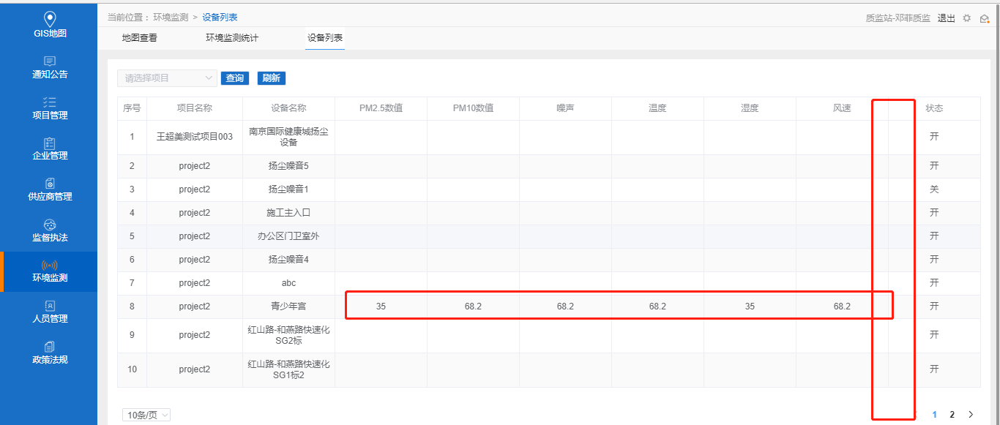 当前位置： 环境监测 > 设备列表
质监站-邓菲质监 退出
GIS地图
通知公告
项目管理
企业管理
供应商管理
监督执法
环境监测
人员管理
政策法规
地图查看 环境监测统计 设备列表
请选择项目 查询 刷新
序号 项目名称 设备名称 PM2.5数值 PM10数值 噪声 温度 湿度 风速 状态
1 王超美测试项目003 南京国际健康城扬尘
设备 开
2 project2 扬尘噪音5 开
3 project2 扬尘噪音1 关
4 project2 施工主入口 开
5 project2 办公区门卫室外 开
6 project2 扬尘噪音4 开
7 project2 abc 开
8 project2 青少年宫 35 68.2 68.2 68.2 35 68.2 开
9 project2 红山路-和燕路快速化
SG2标 开
10 project2 红山路-和燕路快速化
SG1标2 开
10条/页 1 2